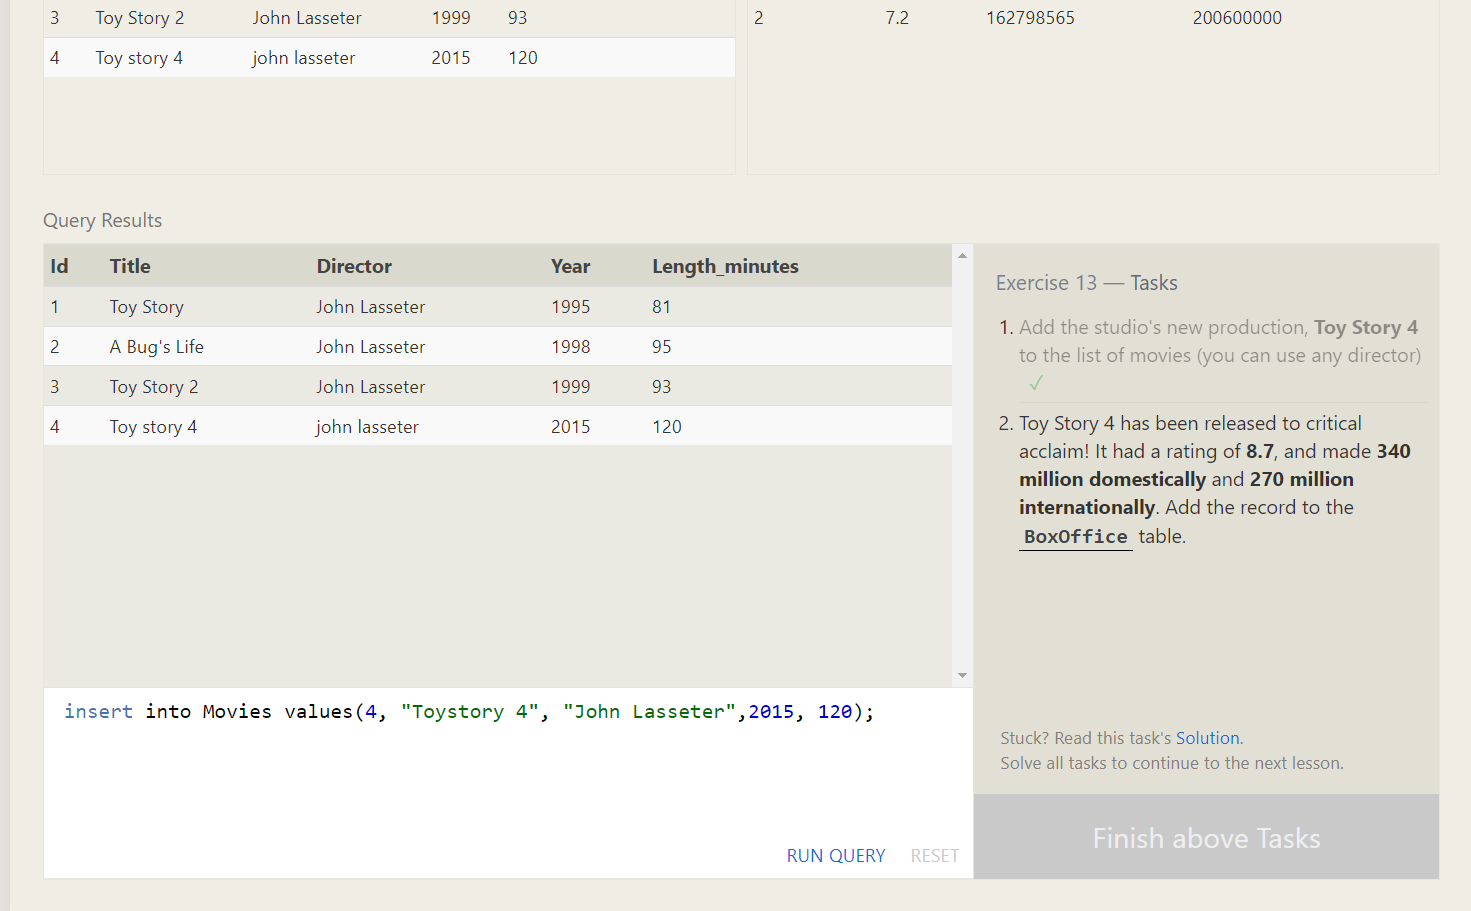 3 Toy Story 2 John Lasseter 1999 93
4 Toy story 4 john lasseter 2015 120
2 7.2 162798565 200600000
Query Results
Id Title Director Year Length_minutes
1 Toy Story John Lasseter 1995 81
2 A Bug's Life John Lasseter 1998 95
3 Toy Story 2 John Lasseter 1999 93
4 Toy story 4 john lasseter 2015 120
insert into Movies values(4, "Toystory 4", "John Lasseter",2015, 120);
RUN QUERY RESET
Exercise 13 — Tasks
1. Add the studio's new production, Toy Story 4
to the list of movies (you can use any director)
✓
2. Toy Story 4 has been released to critical
acclaim! It had a rating of 8.7, and made 340
million domestically and 270 million
internationally. Add the record to the
BoxOffice table.
Stuck? Read this task's Solution.
Solve all tasks to continue to the next lesson.
Finish above Tasks